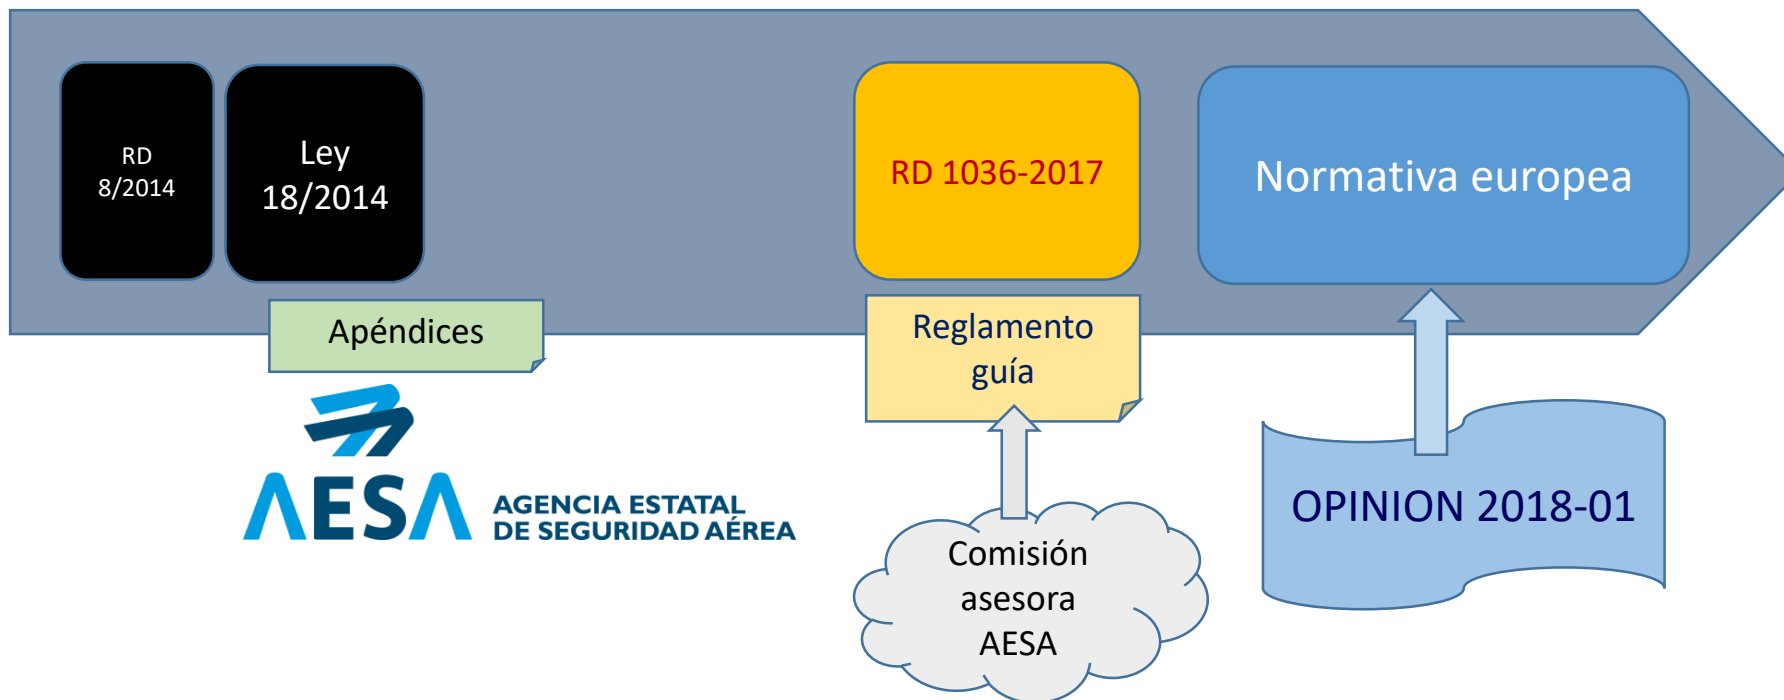 RD
8/2014
Ley
18/2014
RD 1036-2017
Normativa europea
Apéndices
Reglamento
guía
AESA
AGENCIA ESTATAL
DE SEGURIDAD AÉREA
OPINION 2018-01
Comisión
asesora
AESA